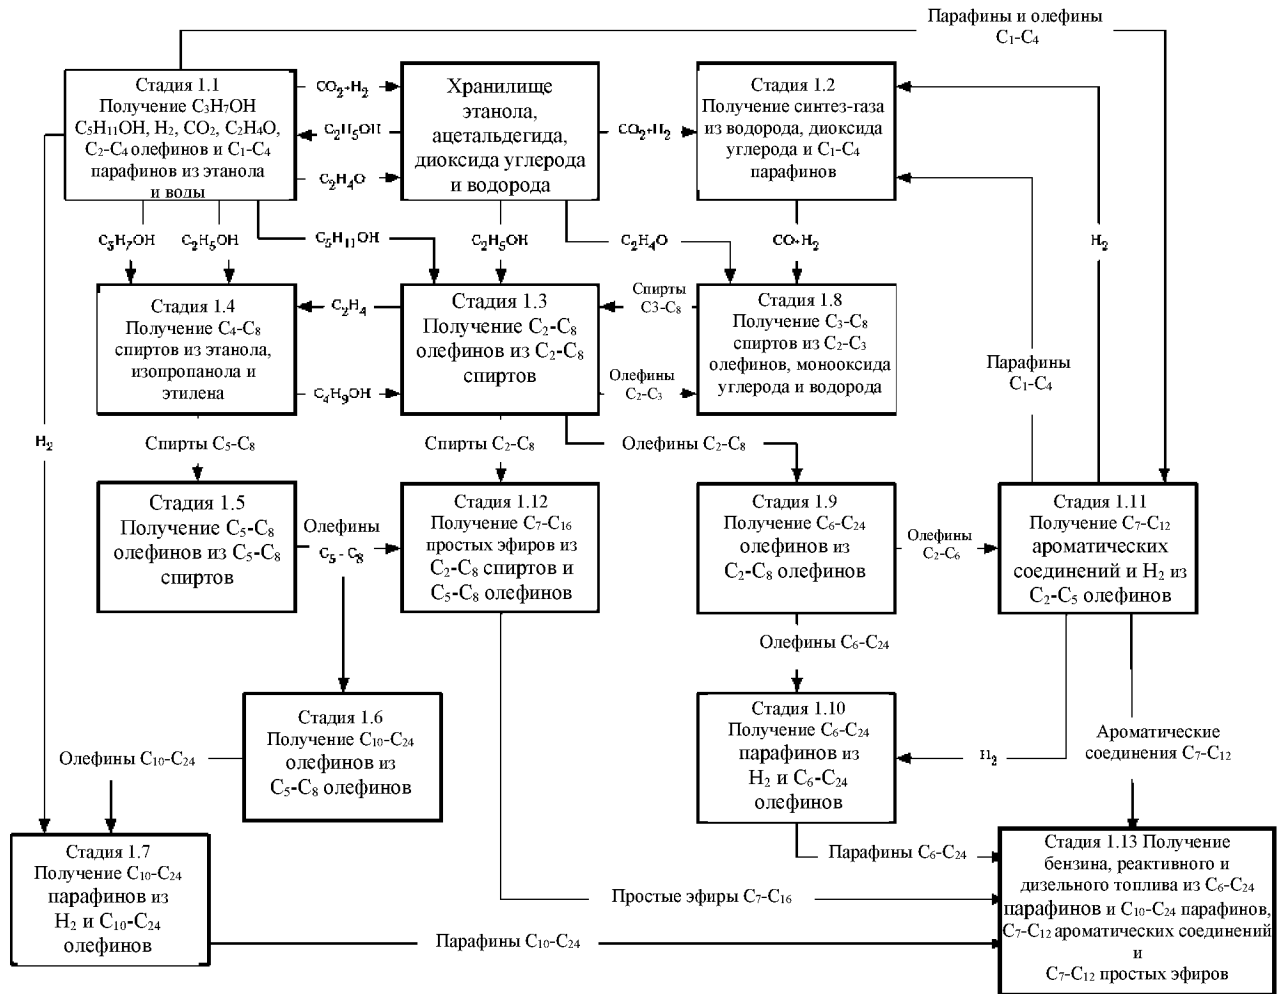 Парафины и олефины
C₁-C₄
Стадия 1.1
Получение C₃H₇OH
C₅H₁₁OH, H₂, CO₂, C₂H₄O,
C₂-C₄ олефинов и C₁-C₄
парафинов из этанола
и воды
CO₂+H₂
C₂H₅OH
C₂H₄O
Хранилище
этанола,
ацетальдегида,
диоксида углерода
и водорода
CO₂+H₂
Стадия 1.2
Получение синтез-газа
из водорода, диоксида
углерода и C₁-C₄
парафинов
C₃H₇OH
C₂H₅OH
C₅H₁₁OH
C₂H₅OH
C₂H₄O
CO+H₂
H₂
Стадия 1.4
Получение C₄-C₈
спиртов из этанола,
изопропанола и
этилена
C₂H₄
C₄H₉OH
Стадия 1.3
Получение C₂-C₈
олефинов из C₂-C₈
спиртов
Спирты
C3-C₈
Олефины
C₂-C₃
Стадия 1.8
Получение C₃-C₈
спиртов из C₂-C₃
олефинов, монооксида
углерода и водорода
Парафины
C₁-C₄
H₂
Спирты C₅-C₈
Спирты C₂-C₈
Олефины C₂-C₈
Стадия 1.5
Получение C₅-C₈
олефинов из C₅-C₈
спиртов
Олефины
C₅ - C₈
Стадия 1.12
Получение C₇-C₁₆
простых эфиров из
C₂-C₈ спиртов и
C₅-C₈ олефинов
Стадия 1.9
Получение C₆-C₂₄
олефинов из
C₂-C₈ олефинов
Олефины
C₂-C₆
Стадия 1.11
Получение C₇-C₁₂
ароматических
соединений и H₂ из
C₂-C₅ олефинов
Олефины C₆-C₂₄
Стадия 1.6
Получение C₁₀-C₂₄
олефинов из
C₅-C₈ олефинов
Стадия 1.10
Получение C₆-C₂₄
парафинов из
H₂ и C₆-C₂₄
олефинов
Олефины C₁₀-C₂₄
H₂
Ароматические
соединения C₇-C₁₂
Стадия 1.7
Получение C₁₀-C₂₄
парафинов из
H₂ и C₁₀-C₂₄
олефинов
Парафины C₆-C₂₄
Простые эфиры C₇-C₁₆
Парафины C₁₀-C₂₄
Стадия 1.13 Получение
бензина, реактивного и
дизельного топлива из C₆-C₂₄
парафинов и C₁₀-C₂₄ парафинов,
C₇-C₁₂ ароматических соединений
и
C₇-C₁₂ простых эфиров